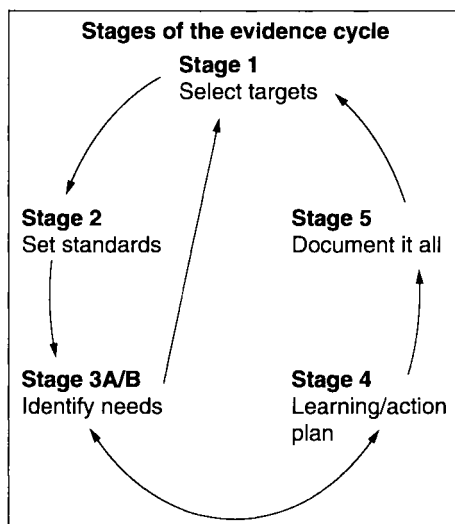 Stages of the evidence cycle
Stage 1
Select targets
Stage 2
Set standards
Stage 5
Document it all
Stage 3A/B
Identify needs
Stage 4
Learning/action
plan